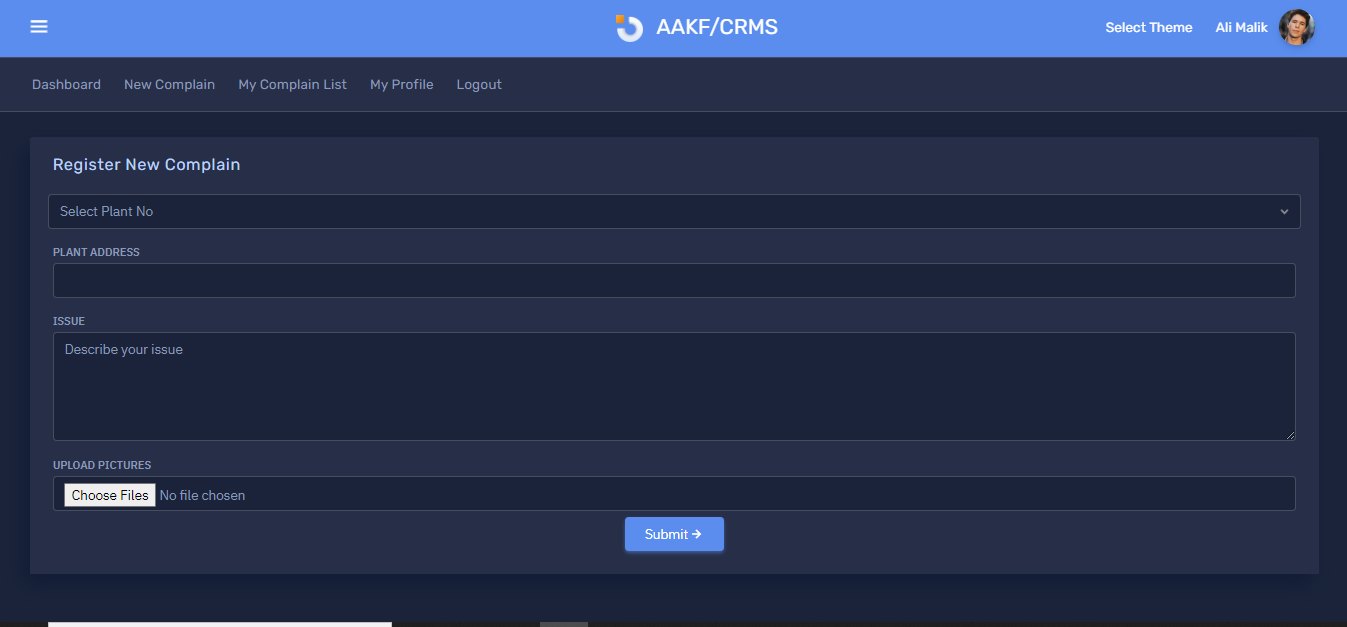 AAKF/CRMS
Select Theme
Ali Malik
Dashboard New Complain My Complain List My Profile Logout
Register New Complain
Select Plant No
PLANT ADDRESS
ISSUE
Describe your issue
UPLOAD PICTURES
Choose Files No file chosen
Submit